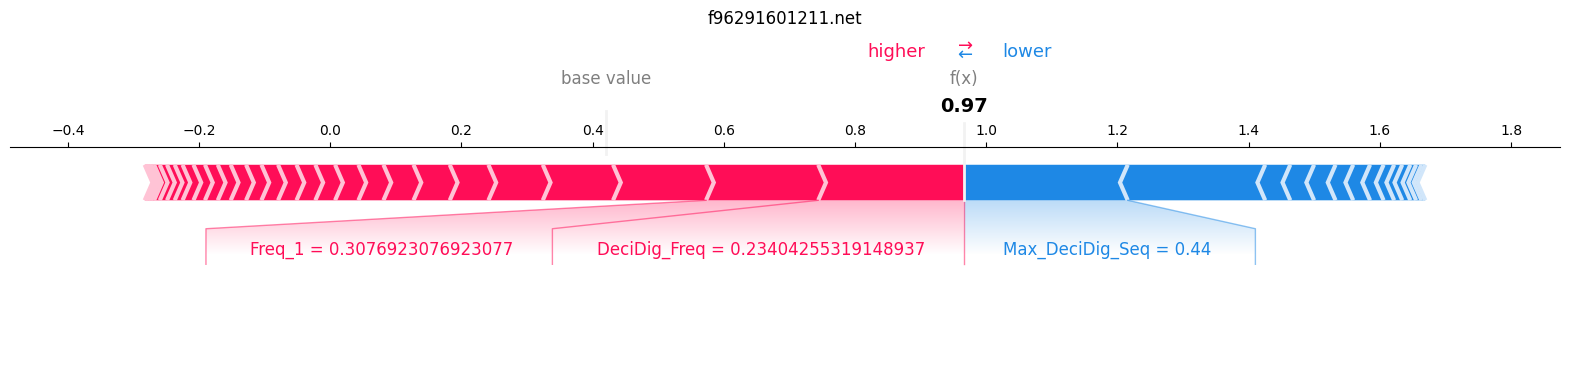 f96291601211.net
higher ⇄ lower
base value f(x)
0.97
−0.4 −0.2 0.0 0.2 0.4 0.6 0.8 1.0 1.2 1.4 1.6 1.8
Freq_1 = 0.3076923076923077 DeciDig_Freq = 0.23404255319148937 Max_DeciDig_Seq = 0.44